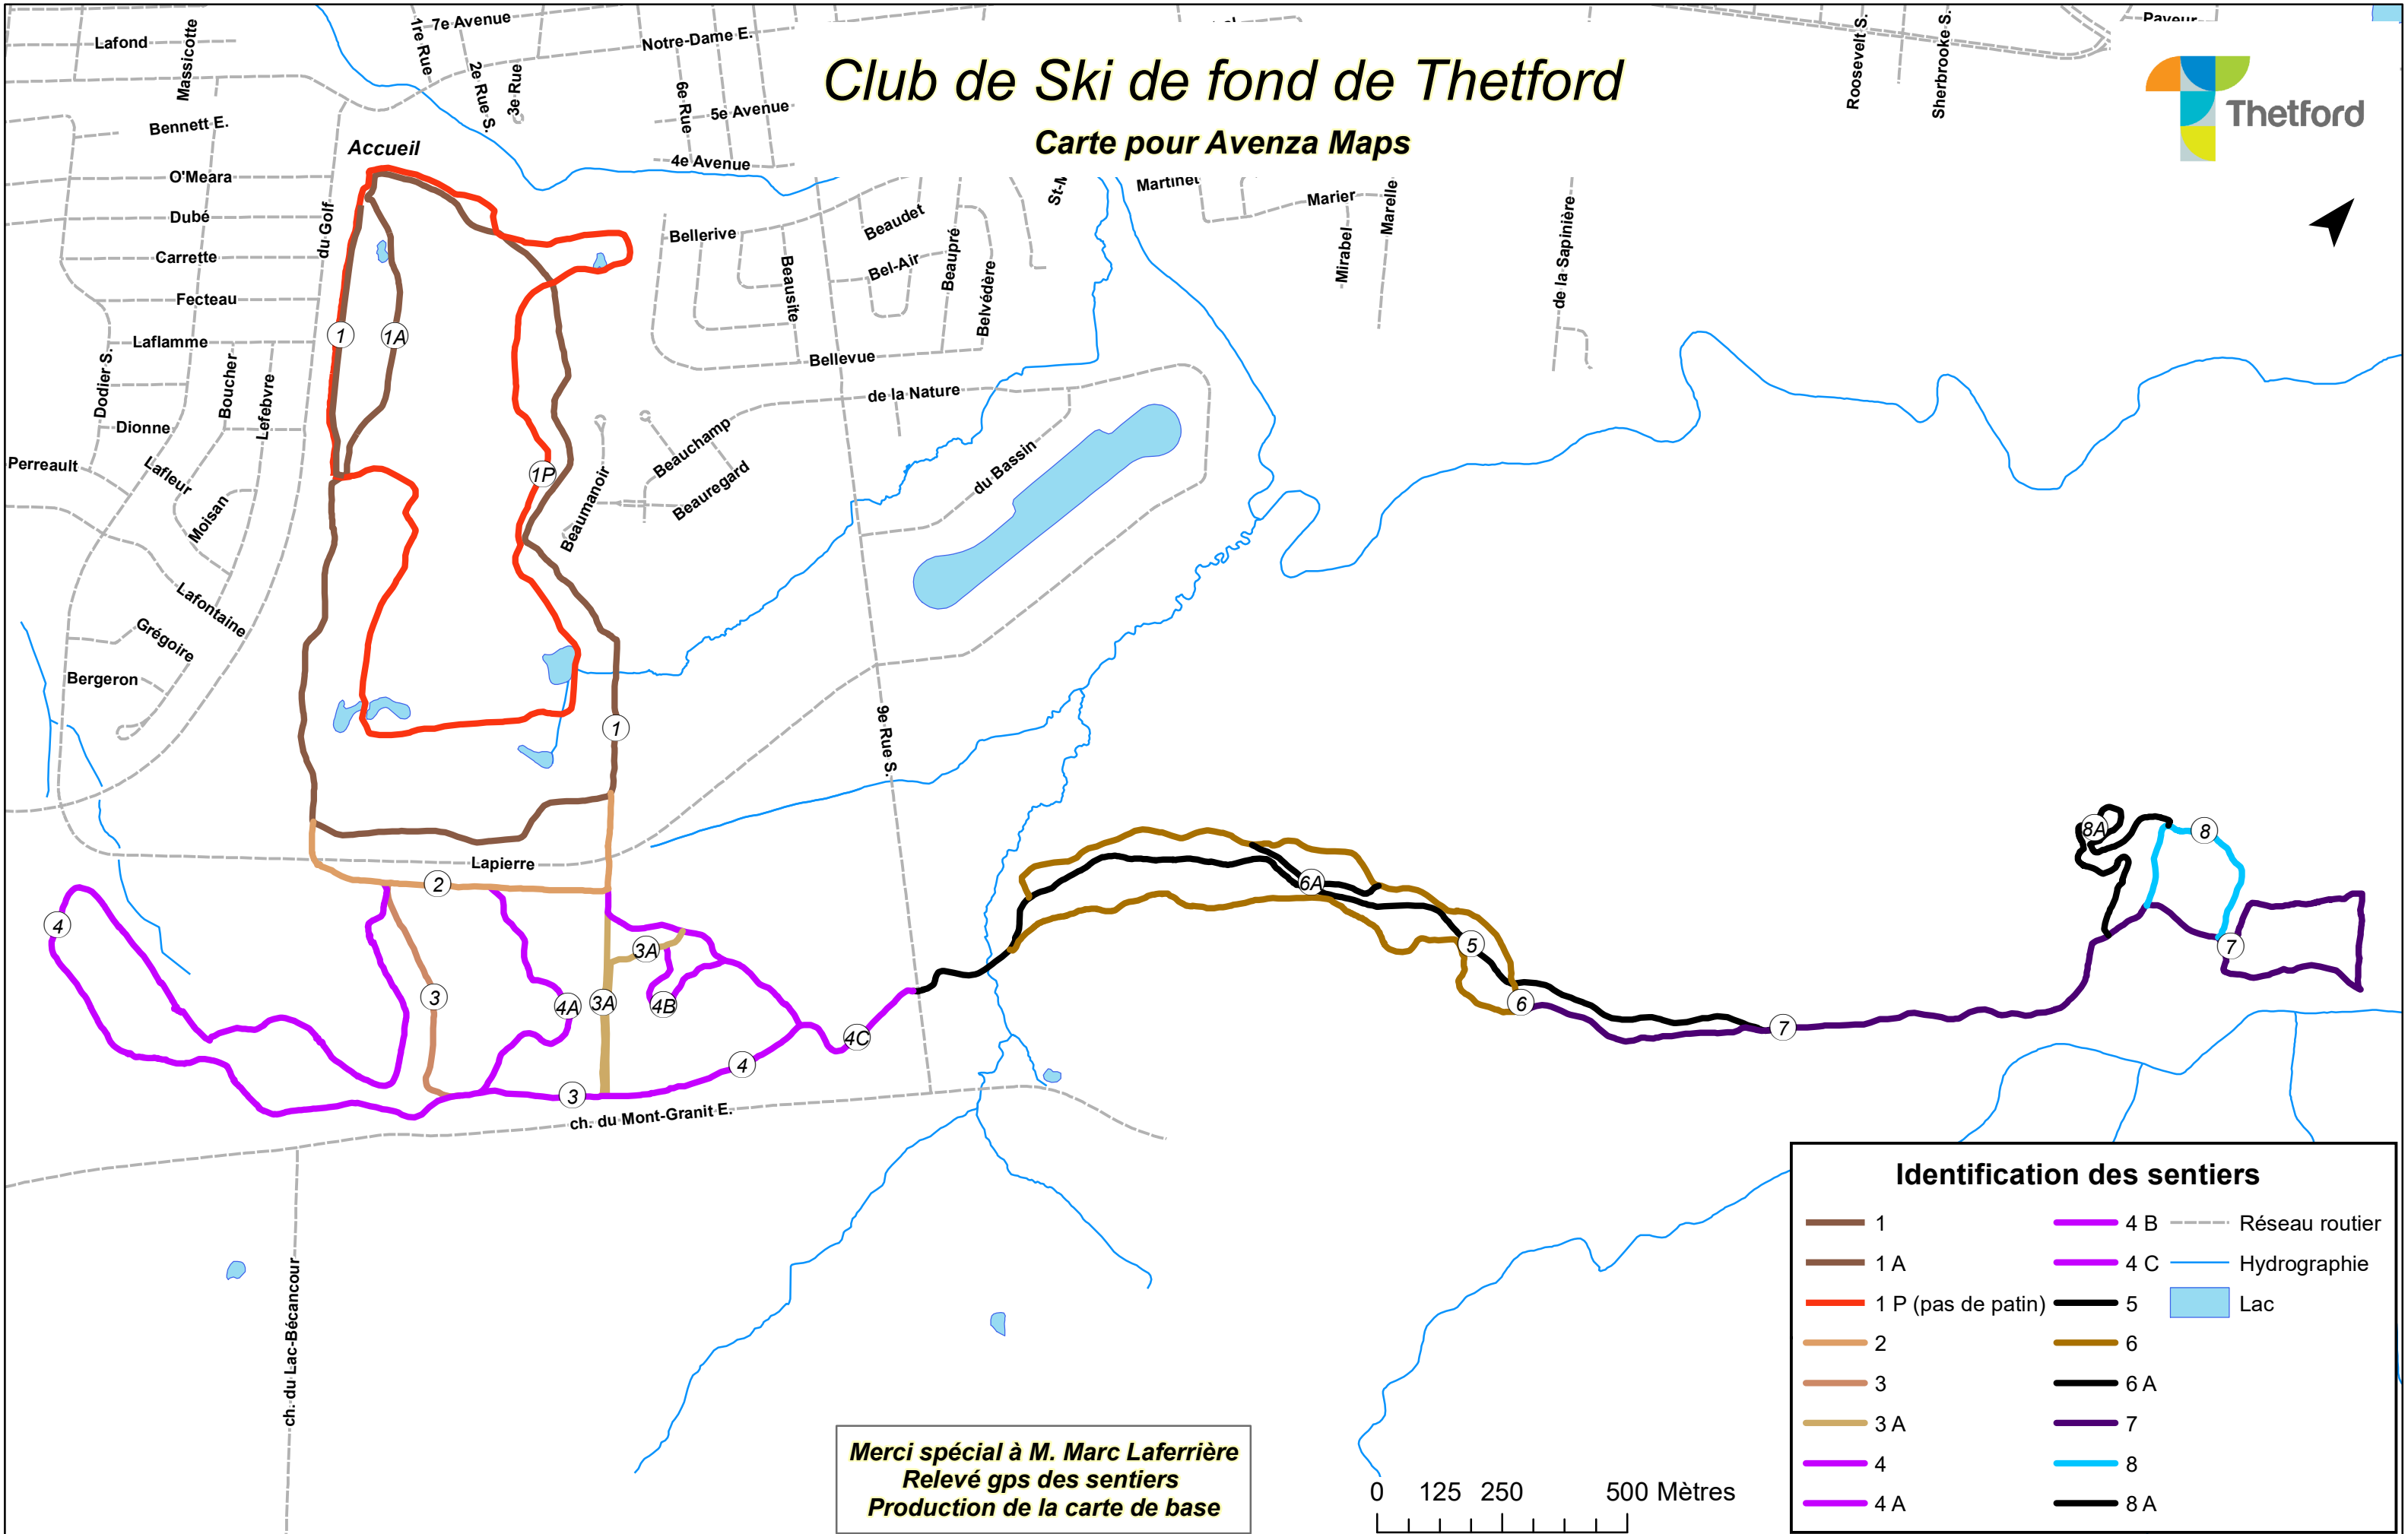 Club de Ski de fond de Thetford
Carte pour Avenza Maps
Thetford
Accueil
Lafond
Massicotte
1re Rue
7e Avenue
2e Rue S.
3e Rue
Notre-Dame E.
6e Rue
5e Avenue
4e Avenue
Roosevelt S.
Sherbrooke S.
Bennett E.
O'Meara
Dubé
du Golf
Carrette
Fecteau
Laflamme
Dodier S.
Boucher
Lefebvre
Dionne
Perreault
Lafleur
Moisan
Lafontaine
Grégoire
Bergeron
Bellerive
Beaudet
Beausite
Bel-Air
Beaupré
Belvédère
Bellevue
Martinet
Marier
Mirabel
Marelle
de la Sapinière
de la Nature
Beauchamp
Beauregard
Beaumanoir
du Bassin
9e Rue S.
Lapierre
ch. du Mont-Granit E.
ch. du Lac-Bécancour
1
1A
1P
1
2
4
3
4A
3A
3A
4B
3
4
4C
6A
5
6
7
8A
8
7
Identification des sentiers
1
1 A
1 P (pas de patin)
2
3
3 A
4
4 A
4 B
4 C
5
6
6 A
7
8
8 A
Réseau routier
Hydrographie
Lac
Merci spécial à M. Marc Laferrière
Relevé gps des sentiers
Production de la carte de base
0 125 250 500 Mètres